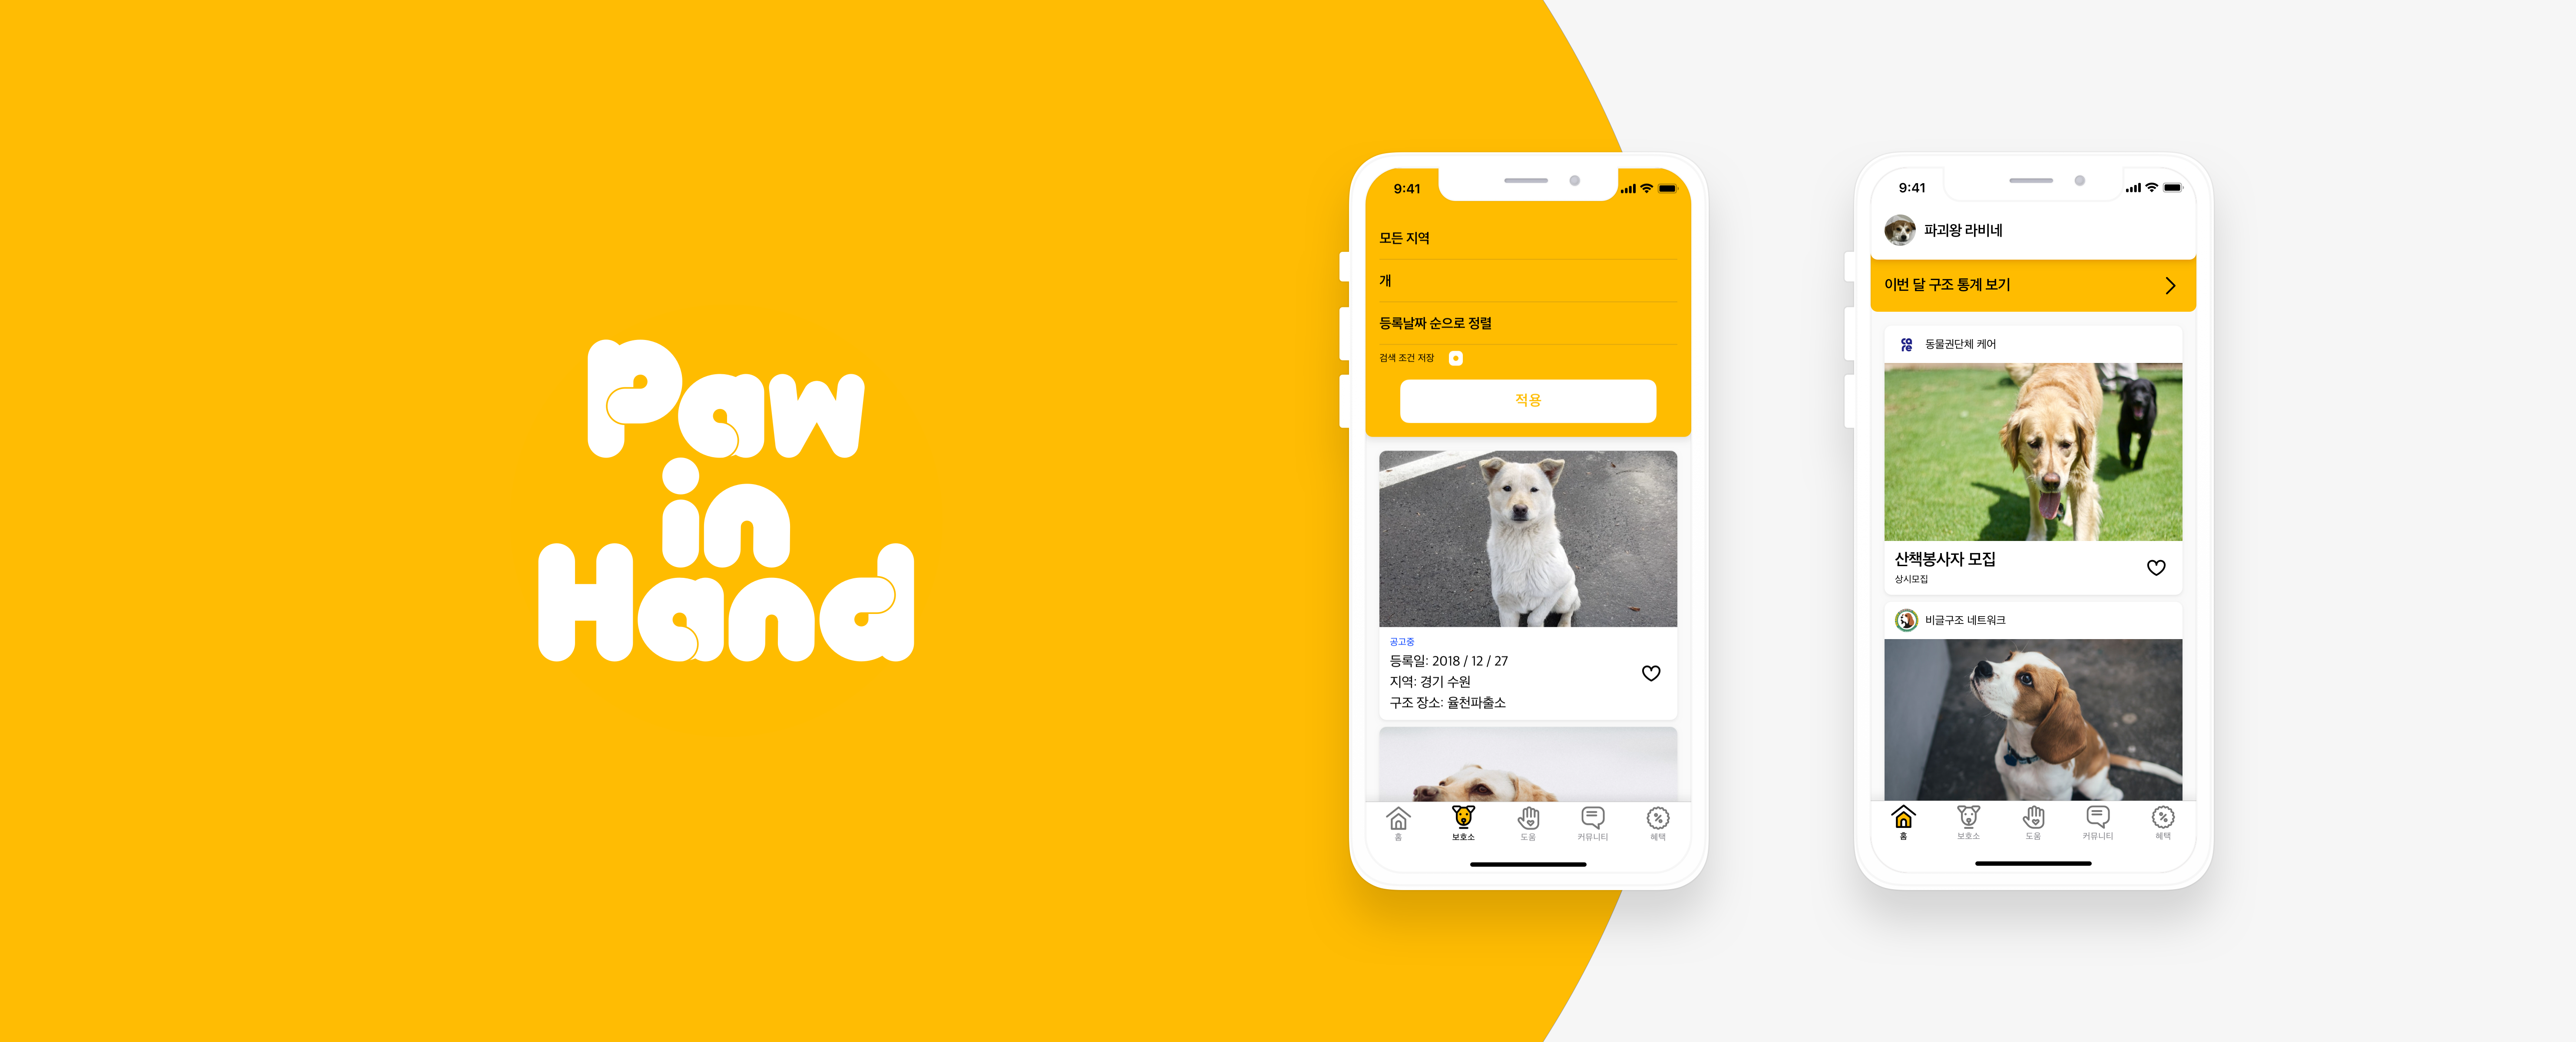 Paw
in
Hand
9:41
모든 지역
개
등록날짜 순으로 정렬
검색 조건 저장
적용
공고중
등록일: 2018 / 12 / 27
지역: 경기 수원
구조 장소: 율천파출소
홈
보호소
도움
커뮤니티
혜택
9:41
파괴왕 라비네
이번 달 구조 통계 보기
care
동물권단체 케어
산책봉사자 모집
상시모집
비글구조 네트워크
홈
보호소
도움
커뮤니티
혜택